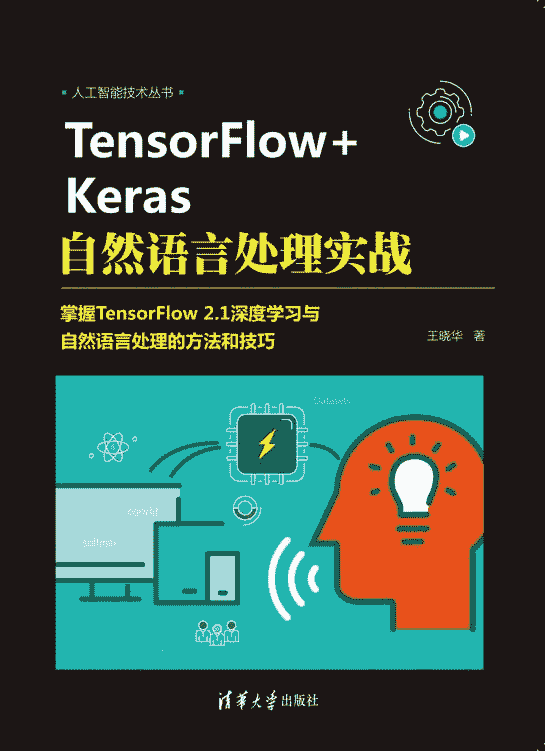 人工智能技术丛书
TensorFlow+
Keras
自然语言处理实战
掌握TensorFlow 2.1深度学习与
自然语言处理的方法和技巧
王晓华 著
Datasets
softmax
清华大学出版社